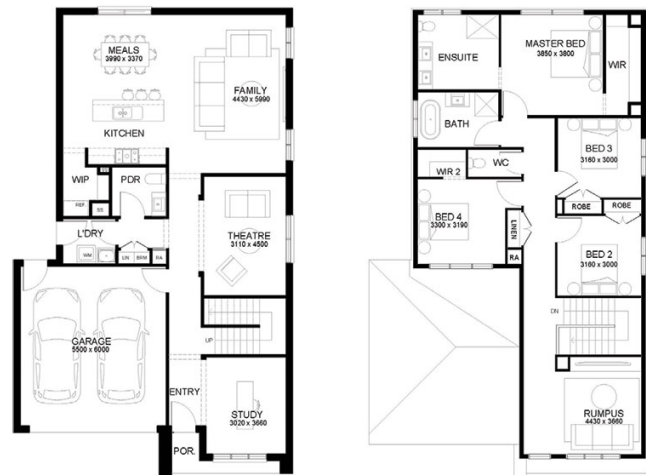 MEALS
3990 x 3370
FAMILY
4430 x 5990
KITCHEN
WIP
PDR
REF.
SS
L'DRY
WM
LIN
BRM
RA
THEATRE
3110 x 4500
GARAGE
5500 x 6000
UP
ENTRY
STUDY
3020 x 3660
POR.
ENSUITE
MASTER BED
3850 x 3800
WIR
BATH
WC
WIR 2
BED 3
3160 x 3000
ROBE
ROBE
BED 4
3300 x 3190
LINEN
RA
BED 2
3160 x 3000
DN
RUMPUS
4430 x 3660